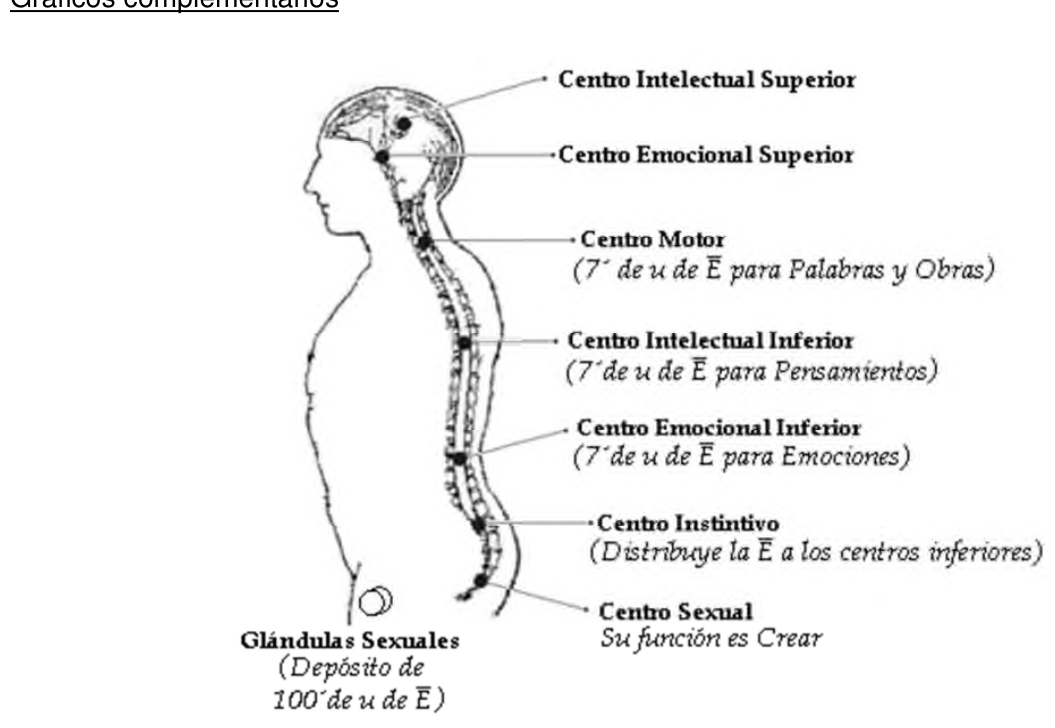 Gráficos complementarios
Centro Intelectual Superior
Centro Emocional Superior
Centro Motor
(7´ de u de E̅ para Palabras y Obras)
Centro Intelectual Inferior
(7´de u de E̅ para Pensamientos)
Centro Emocional Inferior
(7´de u de E̅ para Emociones)
Centro Instintivo
(Distribuye la E̅ a los centros inferiores)
Centro Sexual
Su función es Crear
Glándulas Sexuales
(Depósito de
100´de u de E̅)